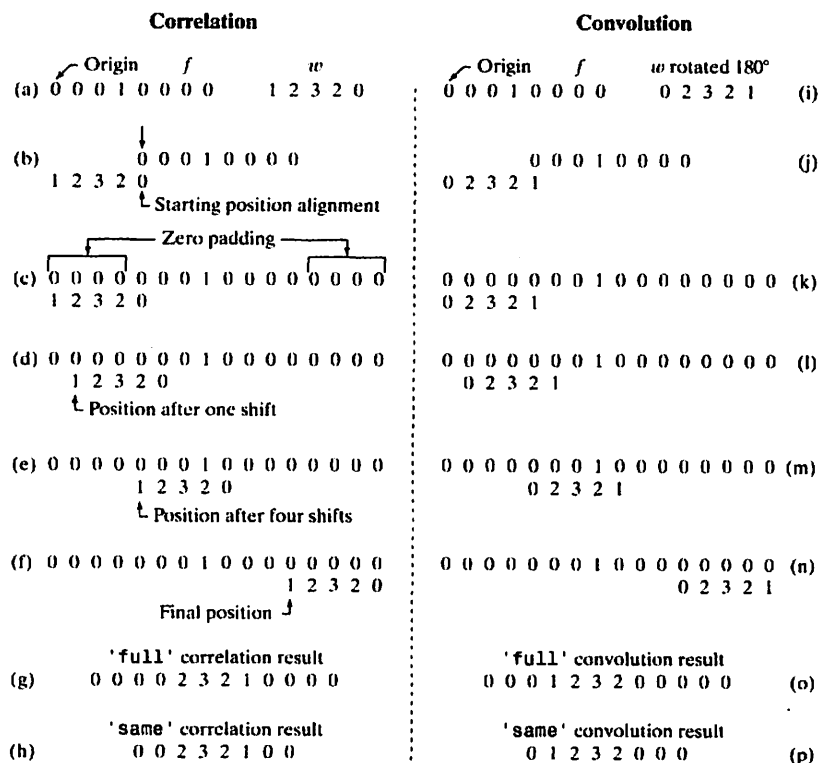 Correlation
Origin f w
(a) 0 0 0 1 0 0 0 0 1 2 3 2 0
(b) 0 0 0 1 0 0 0 0
1 2 3 2 0
Starting position alignment
Zero padding
(c) 0 0 0 0 0 0 0 1 0 0 0 0 0 0 0 0
1 2 3 2 0
(d) 0 0 0 0 0 0 0 1 0 0 0 0 0 0 0 0
1 2 3 2 0
Position after one shift
(e) 0 0 0 0 0 0 0 1 0 0 0 0 0 0 0 0
1 2 3 2 0
Position after four shifts
(f) 0 0 0 0 0 0 0 1 0 0 0 0 0 0 0 0
1 2 3 2 0
Final position
'full' correlation result
(g) 0 0 0 0 2 3 2 1 0 0 0 0
'same' correlation result
(h) 0 0 2 3 2 1 0 0
Convolution
Origin f w rotated 180°
0 0 0 1 0 0 0 0 0 2 3 2 1 (i)
0 0 0 1 0 0 0 0 (j)
0 2 3 2 1
0 0 0 0 0 0 0 1 0 0 0 0 0 0 0 0 (k)
0 2 3 2 1
0 0 0 0 0 0 0 1 0 0 0 0 0 0 0 0 (l)
0 2 3 2 1
0 0 0 0 0 0 0 1 0 0 0 0 0 0 0 0 (m)
0 2 3 2 1
0 0 0 0 0 0 0 1 0 0 0 0 0 0 0 0 (n)
0 2 3 2 1
'full' convolution result
0 0 0 1 2 3 2 0 0 0 0 0 (o)
'same' convolution result
0 1 2 3 2 0 0 0 (p)